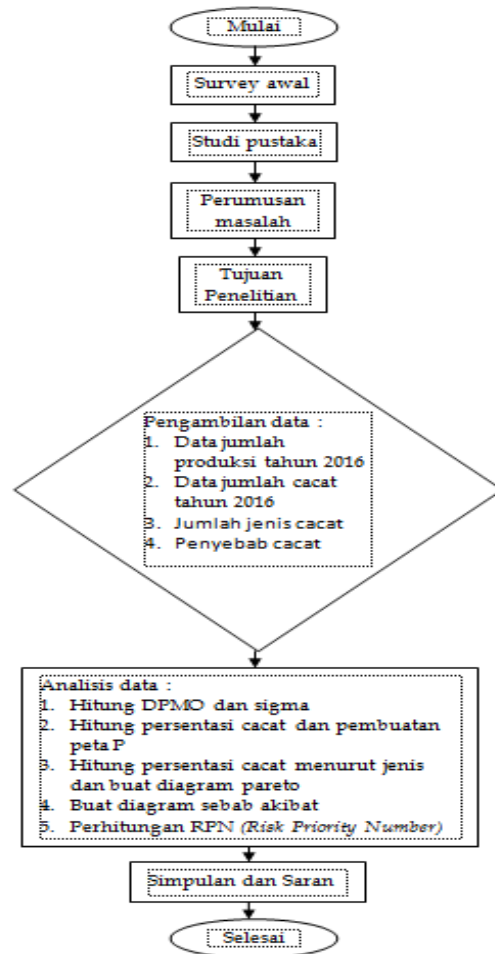 Mulai
Survey awal
Studi pustaka
Perumusan
masalah
Tujuan
Penelitian
Pengambilan data :
1. Data jumlah
produksi tahun 2016
2. Data jumlah cacat
tahun 2016
3. Jumlah jenis cacat
4. Penyebab cacat
Analisis data :
1. Hitung DPMO dan sigma
2. Hitung persentasi cacat dan pembuatan
peta P
3. Hitung persentasi cacat menurut jenis
dan buat diagram pareto
4. Buat diagram sebab akibat
5. Perhitungan RPN (Risk Priority Number)
Simpulan dan Saran
Selesai